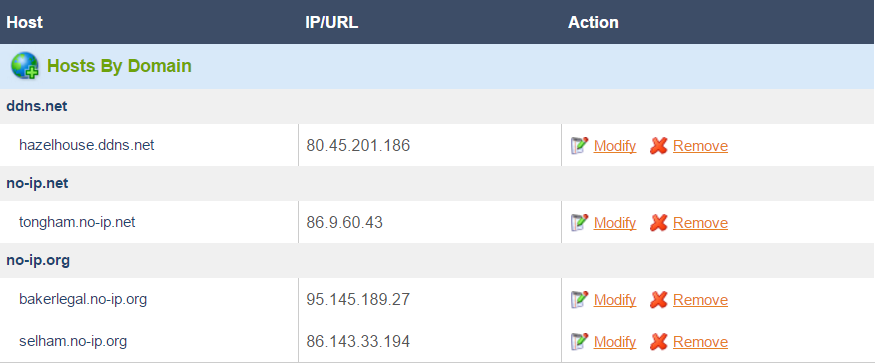 Host IP/URL Action
Hosts By Domain
ddns.net
hazelhouse.ddns.net 80.45.201.186 Modify Remove
no-ip.net
tongham.no-ip.net 86.9.60.43 Modify Remove
no-ip.org
bakerlegal.no-ip.org 95.145.189.27 Modify Remove
selham.no-ip.org 86.143.33.194 Modify Remove